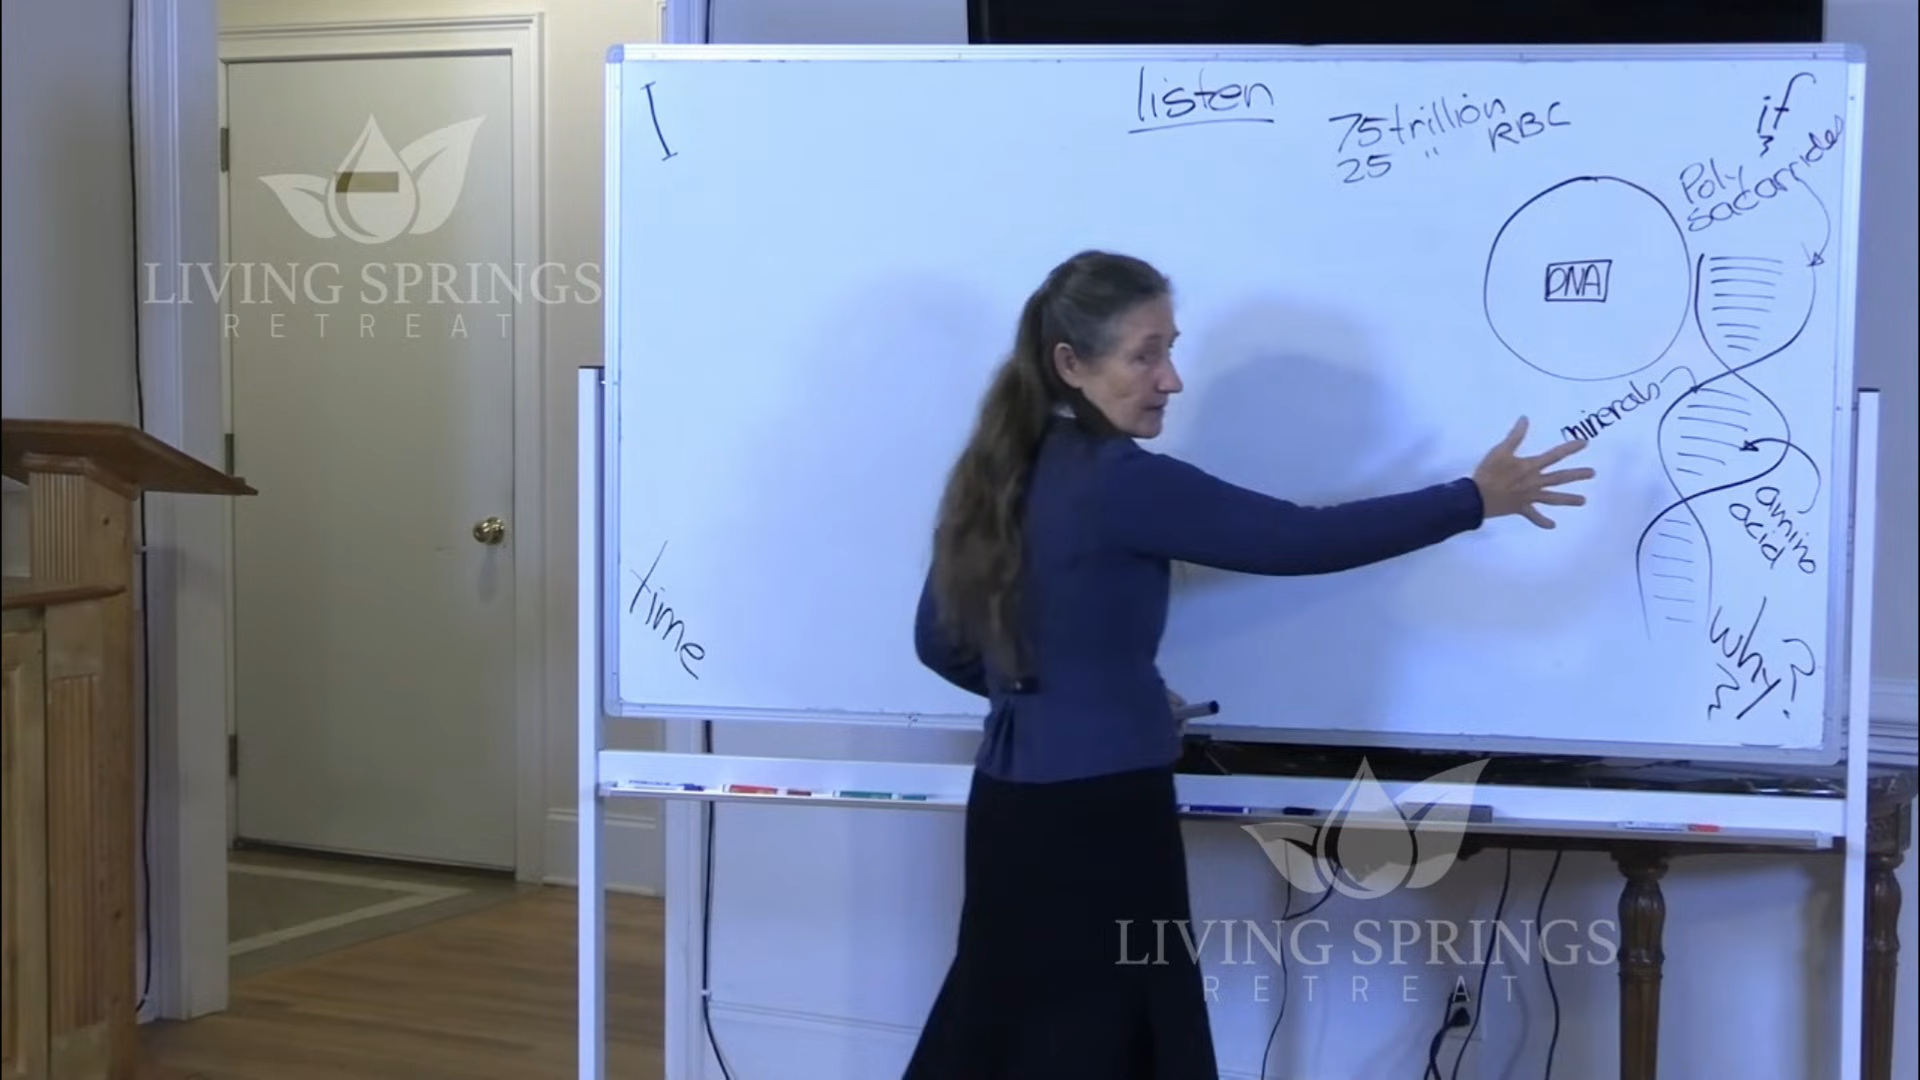 I
listen
75 trillion
25 " RBC
if
Poly
sacarrides
DNA
minerals
amino
acid
time
why?
LIVING SPRINGS
RETREAT
LIVING SPRINGS
RETREAT